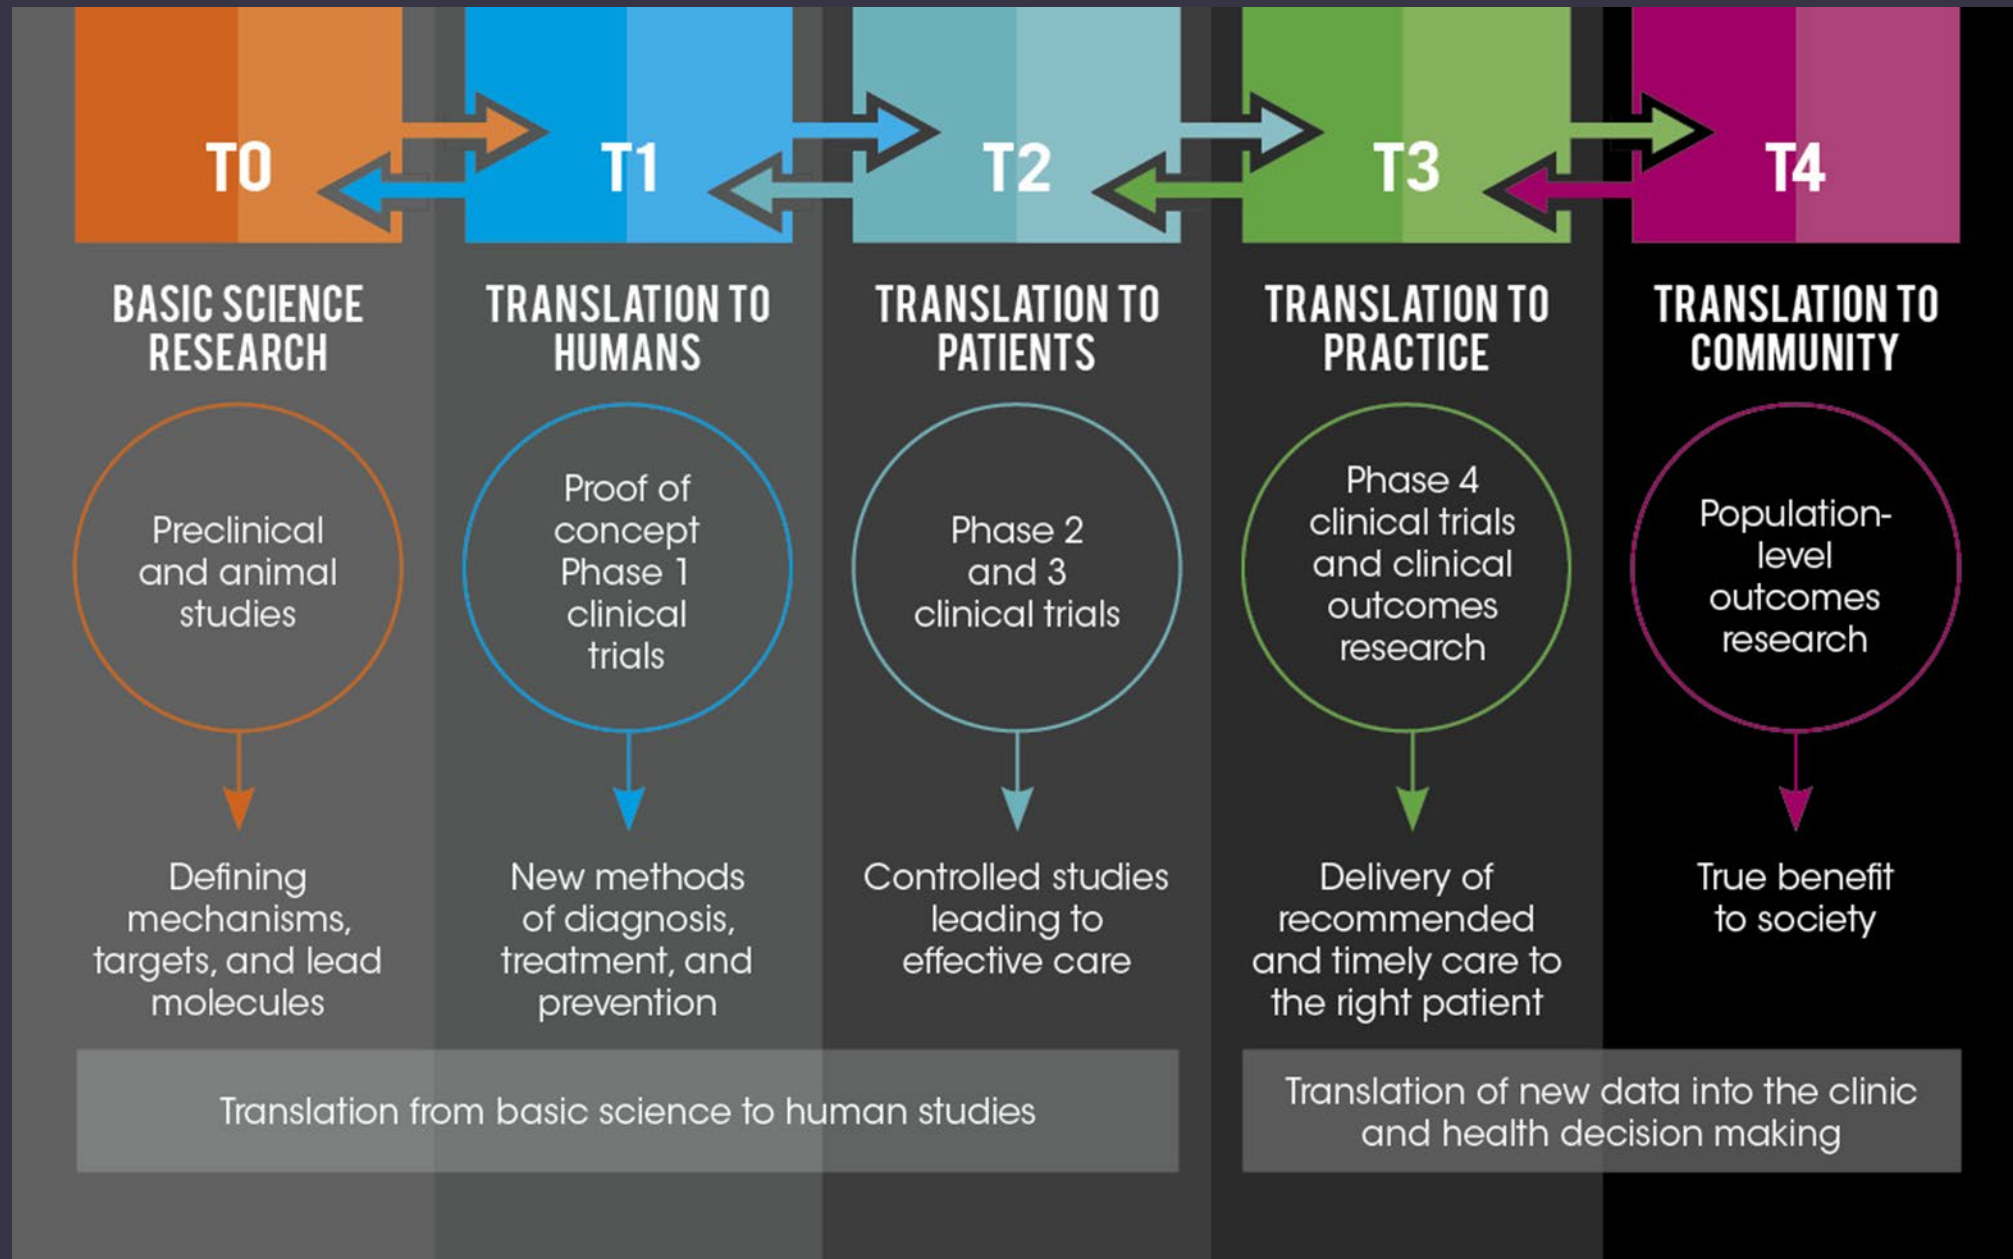 T0
T1
T2
T3
T4
BASIC SCIENCE
RESEARCH
TRANSLATION TO
HUMANS
TRANSLATION TO
PATIENTS
TRANSLATION TO
PRACTICE
TRANSLATION TO
COMMUNITY
Preclinical
and animal
studies
Proof of
concept
Phase 1
clinical
trials
Phase 2
and 3
clinical trials
Phase 4
clinical trials
and clinical
outcomes
research
Population-
level
outcomes
research
Defining
mechanisms,
targets, and lead
molecules
New methods
of diagnosis,
treatment, and
prevention
Controlled studies
leading to
effective care
Delivery of
recommended
and timely care to
the right patient
True benefit
to society
Translation from basic science to human studies
Translation of new data into the clinic
and health decision making